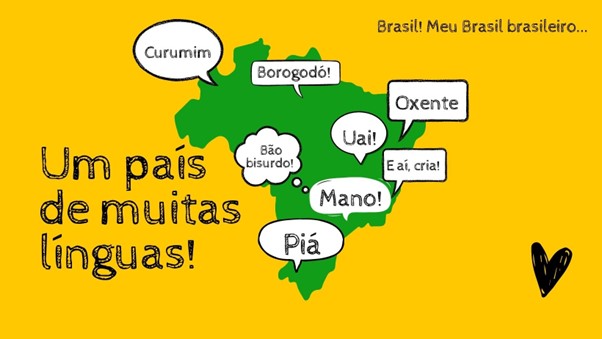 Brasil! Meu Brasil brasileiro...
Curumim
Borogodó!
Oxente
Uai!
Bão
bisurdo!
E aí, cria!
Mano!
Piá
Um país
de muitas
línguas!